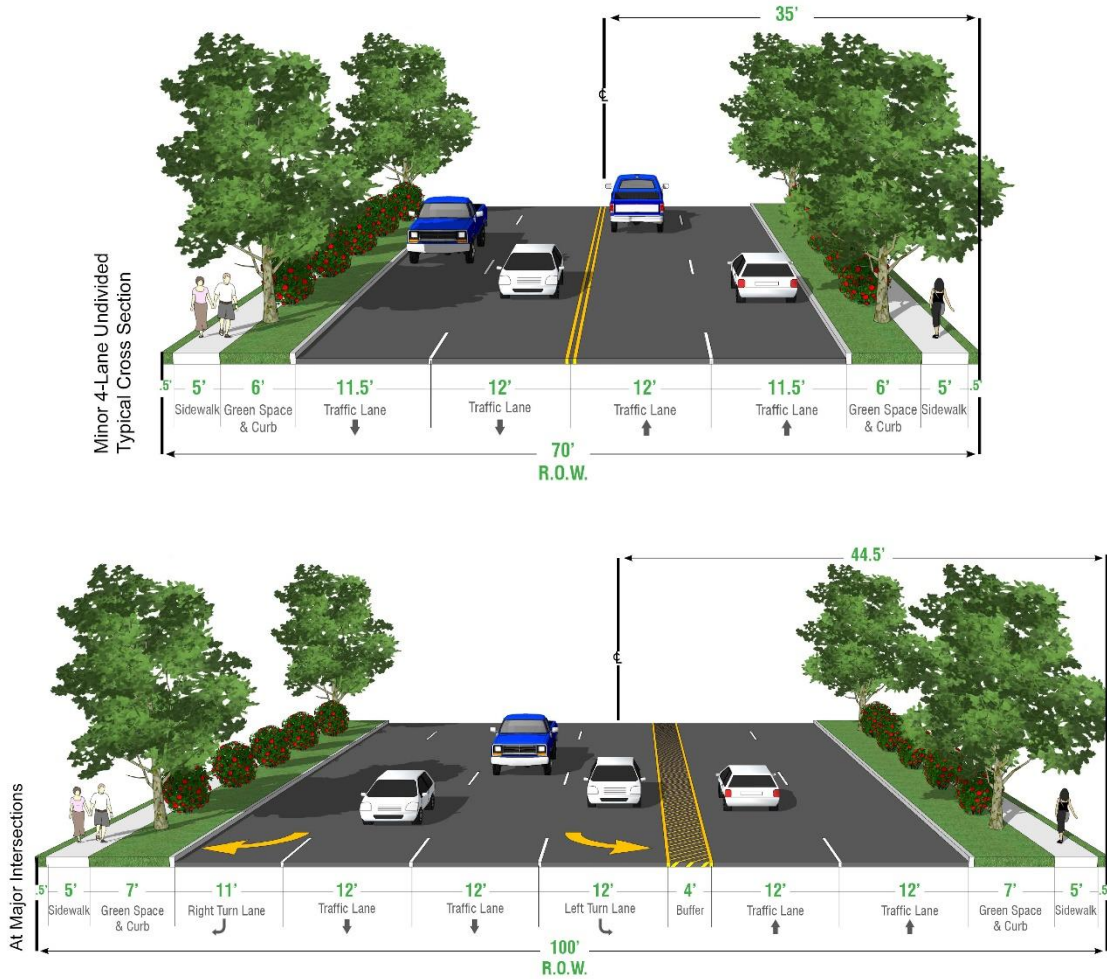 35'
℄
Minor 4-Lane Undivided
Typical Cross Section
.5' 5' 6' 11.5' 12' 12' 11.5' 6' 5' .5'
Sidewalk Green Space Traffic Lane Traffic Lane Traffic Lane Traffic Lane Green Space Sidewalk
& Curb & Curb
70'
R.O.W.
44.5'
℄
At Major Intersections
.5' 5' 7' 11' 12' 12' 12' 4' 12' 12' 7' 5' .5'
Sidewalk Green Space Right Turn Lane Traffic Lane Traffic Lane Left Turn Lane Buffer Traffic Lane Traffic Lane Green Space Sidewalk
& Curb & Curb
100'
R.O.W.